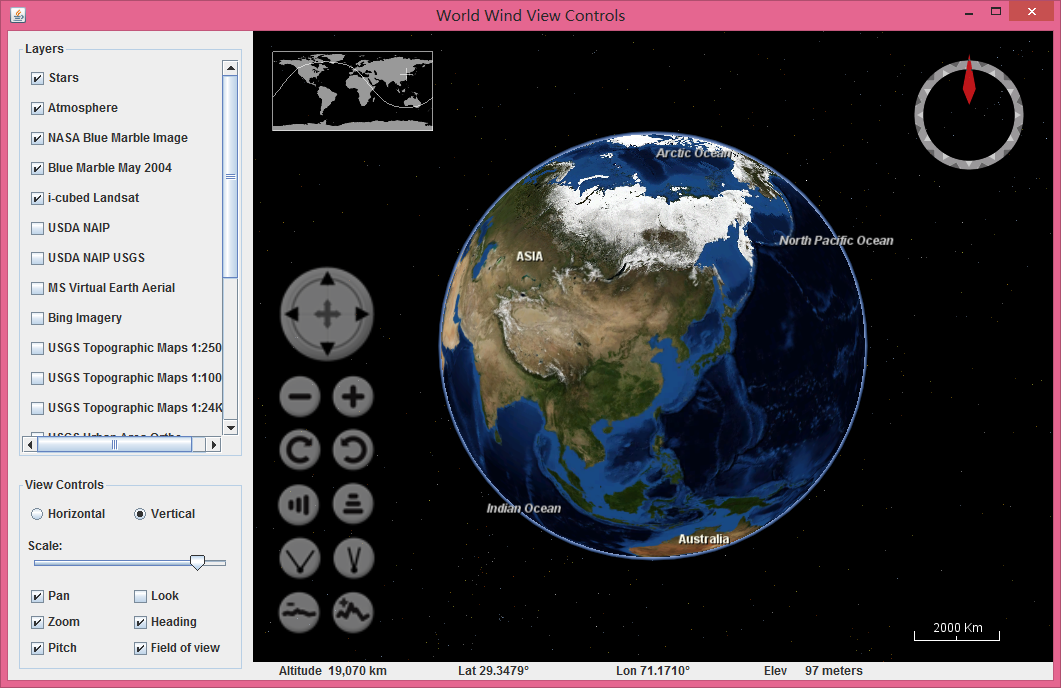 World Wind View Controls
Layers
Stars
Atmosphere
NASA Blue Marble Image
Blue Marble May 2004
i-cubed Landsat
USDA NAIP
USDA NAIP USGS
MS Virtual Earth Aerial
Bing Imagery
USGS Topographic Maps 1:250
USGS Topographic Maps 1:100
USGS Topographic Maps 1:24K
USGS Urban Area Ortho
View Controls
Horizontal Vertical
Scale:
Pan Look
Zoom Heading
Pitch Field of view
Arctic Ocean
North Pacific Ocean
ASIA
Indian Ocean
Australia
2000 Km
Altitude 19,070 km Lat 29.3479° Lon 71.1710° Elev 97 meters